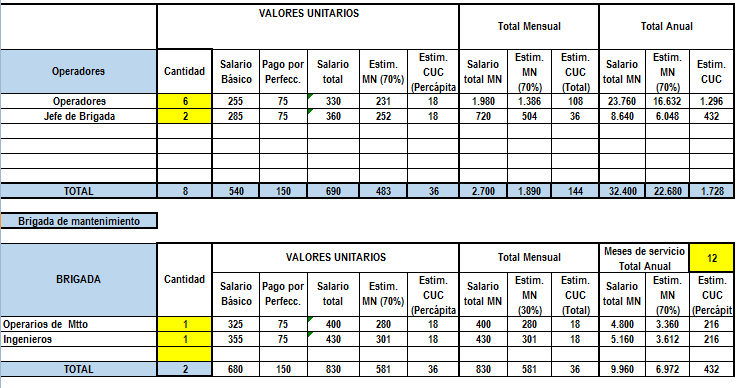 VALORES UNITARIOS Total Mensual Total Anual
Operadores Cantidad Salario Básico Pago por Perfecc. Salario total Estim. MN (70%) Estim. CUC (Percápita Salario total MN Estim. MN (70%) Estim. CUC (Total) Salario total MN Estim. MN (70%) Estim. CUC
Operadores 6 255 75 330 231 18 1.980 1.386 108 23.760 16.632 1.296
Jefe de Brigada 2 285 75 360 252 18 720 504 36 8.640 6.048 432
TOTAL 8 540 150 690 483 36 2.700 1.890 144 32.400 22.680 1.728
Brigada de mantenimiento
BRIGADA Cantidad VALORES UNITARIOS Total Mensual Meses de servicio Total Anual 12
Salario Básico Pago por Perfecc. Salario total Estim. MN (70%) Estim. CUC (Percápita Salario total MN Estim. MN (30%) Estim. CUC (Total) Salario total MN Estim. MN (70%) Estim. CUC (Percápit
Operarios de Mtto 1 325 75 400 280 18 400 280 18 4.800 3.360 216
Ingenieros 1 355 75 430 301 18 430 301 18 5.160 3.612 216
TOTAL 2 680 150 830 581 36 830 581 36 9.960 6.972 432